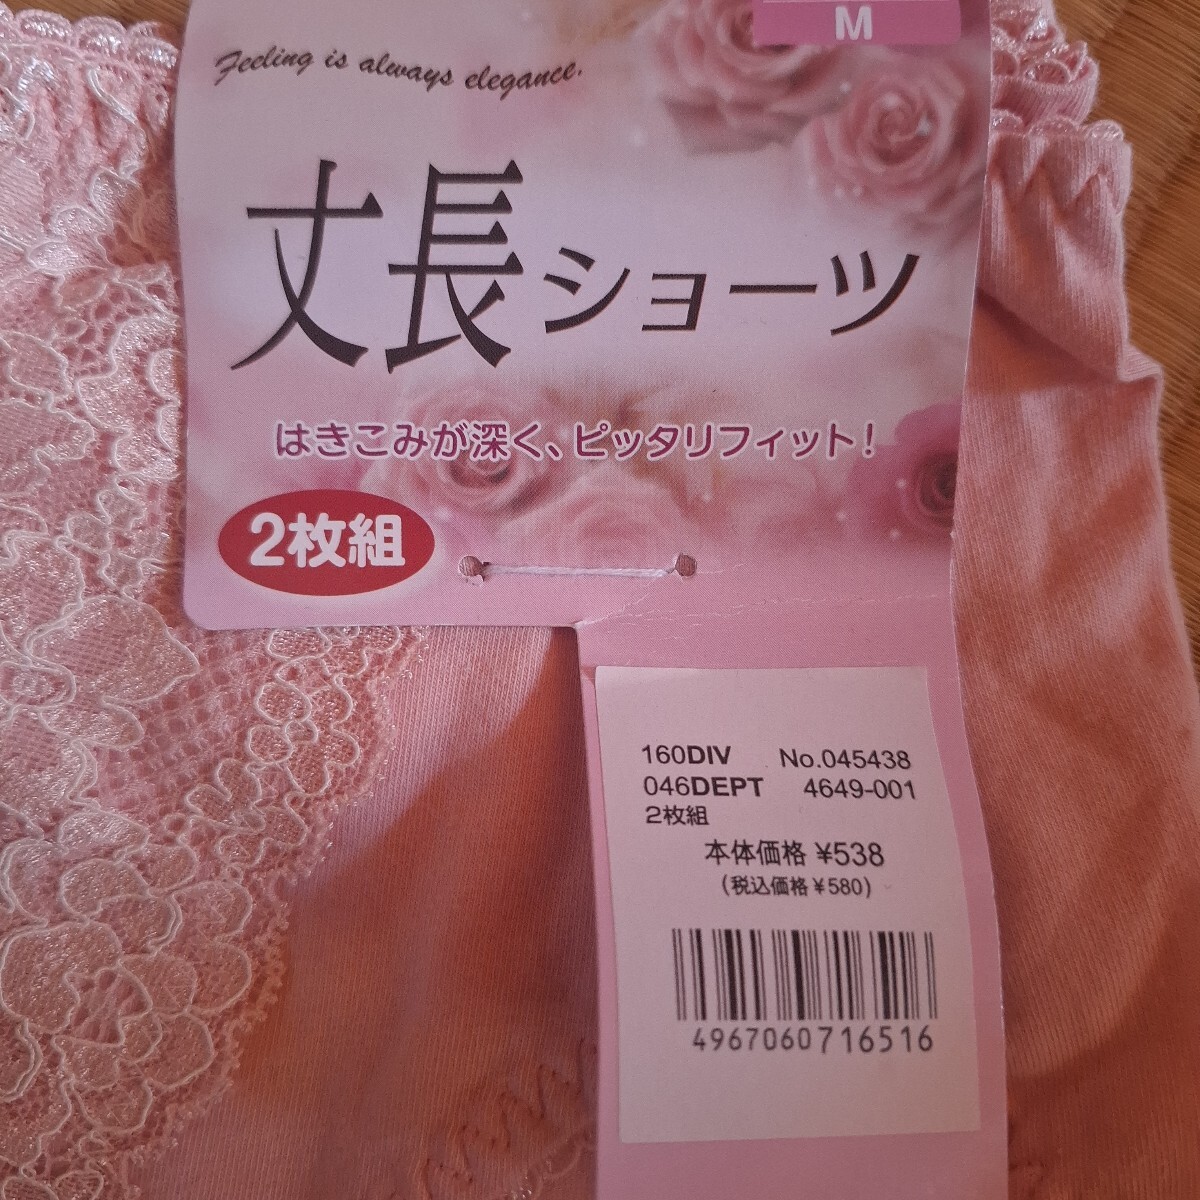 M
Feeling is always elegance.
丈長ショーツ
はきこみが深く、ピッタリフィット!
2枚組
160DIV No.045438
046DEPT 4649-001
2枚組
本体価格 ¥538
(税込価格¥580)
4967060716516